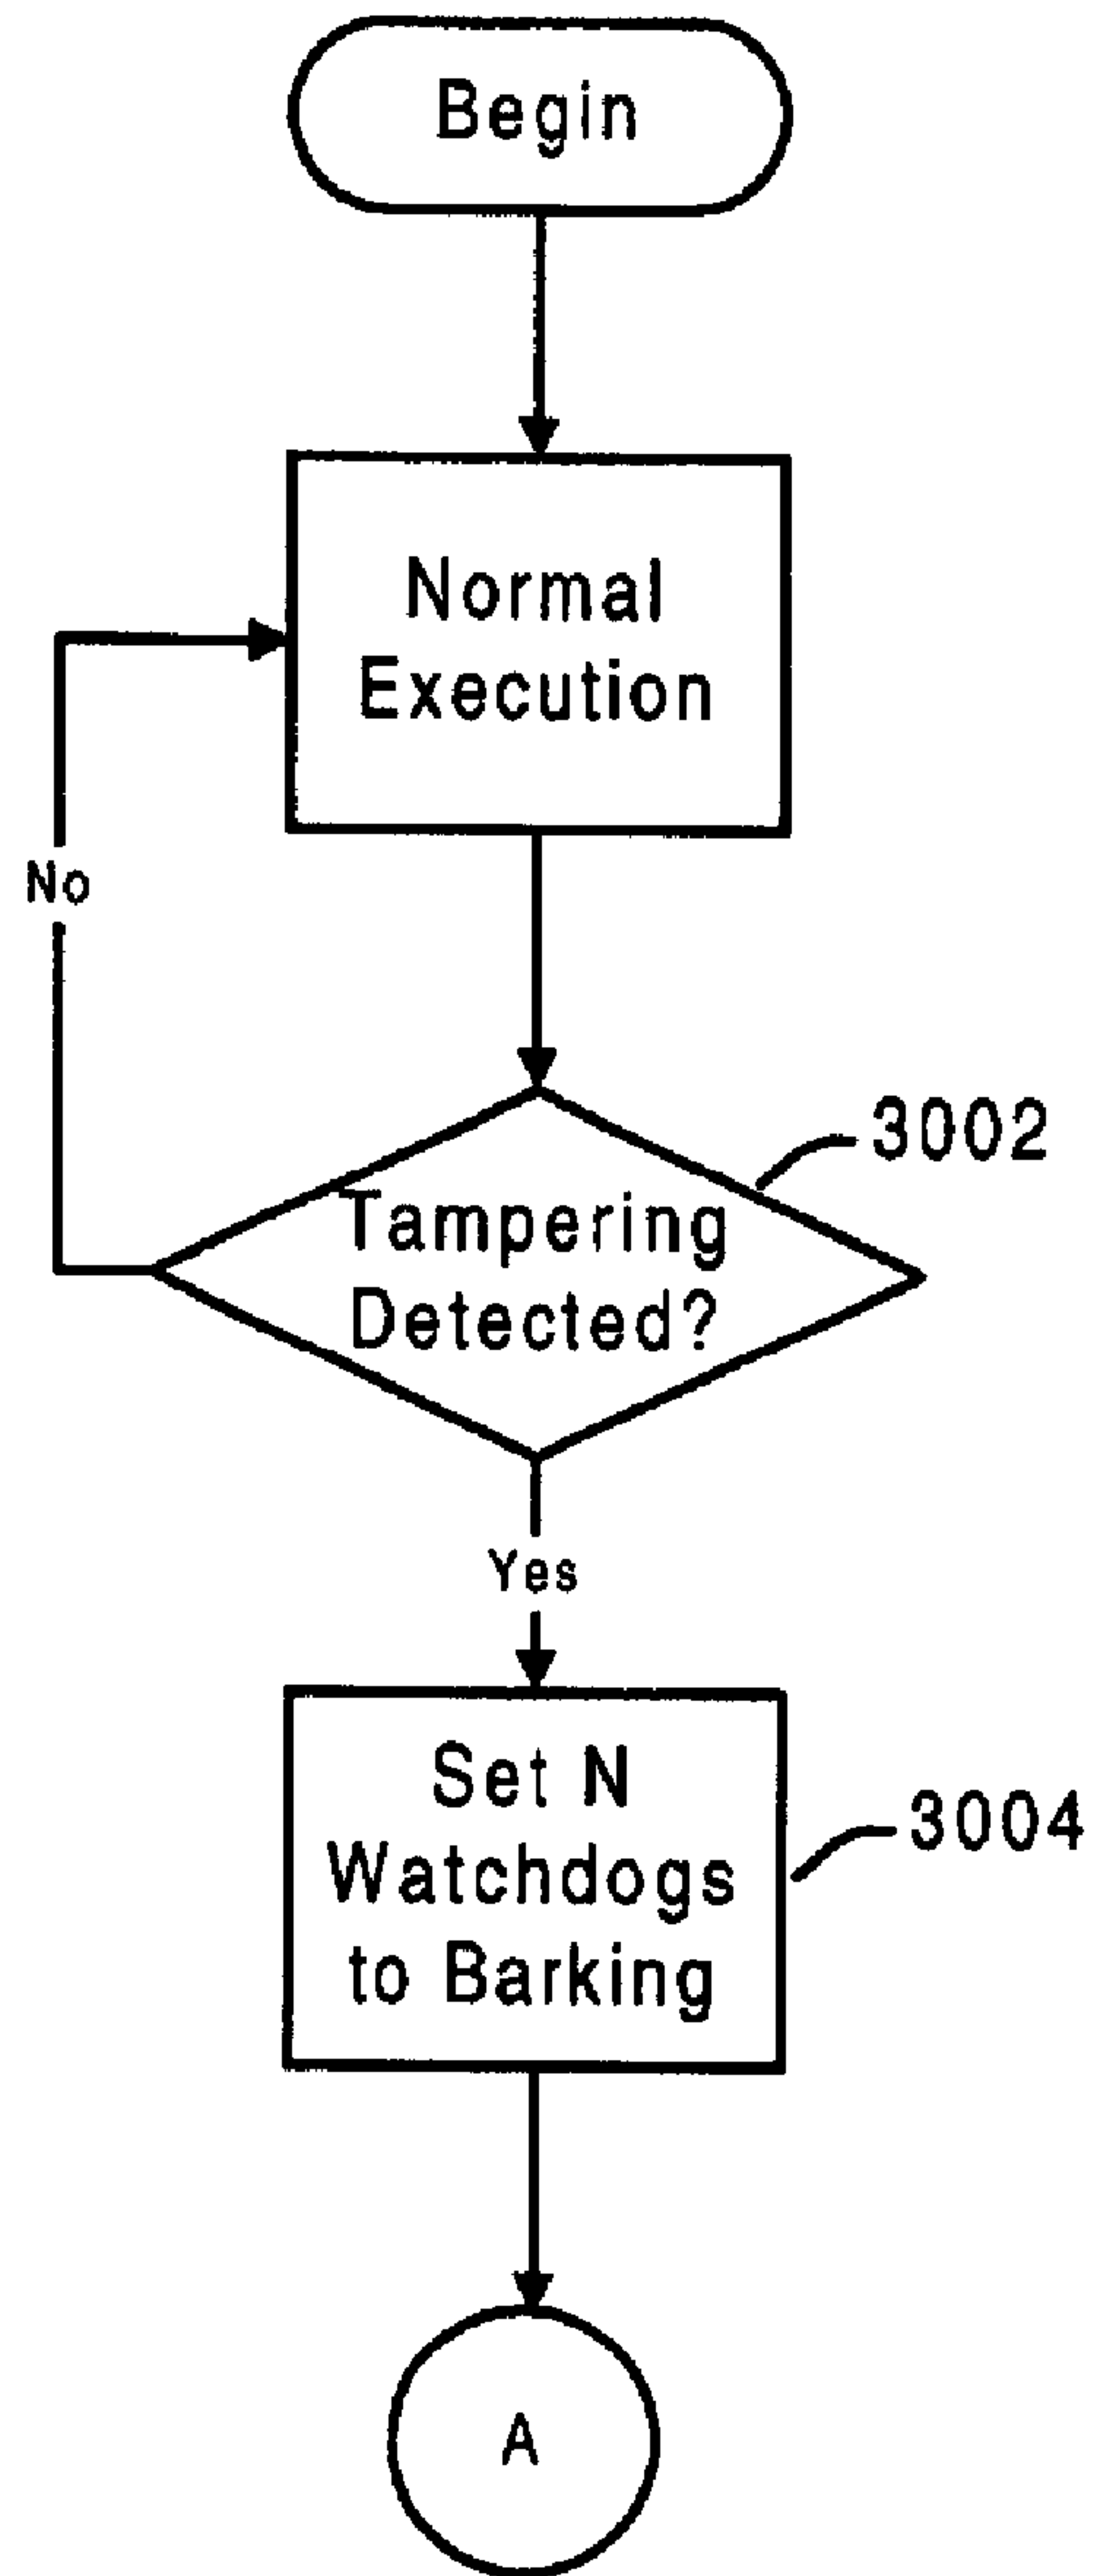 Begin
Normal
Execution
No
3002
Tampering
Detected?
Yes
Set N
Watchdogs
to Barking
3004
A